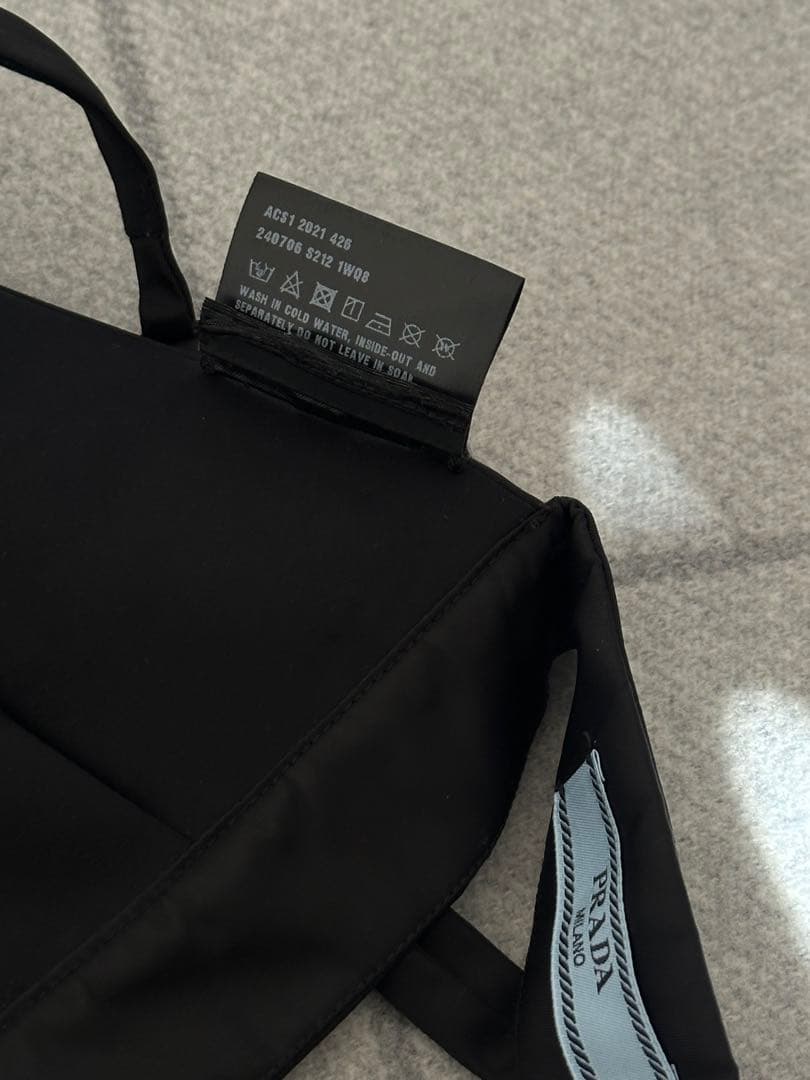 ACS1 2021 426
240706 S212 1WQ8
WASH IN COLD WATER, INSIDE-OUT AND
SEPARATELY DO NOT LEAVE IN SOAK
PRADA
MILANO